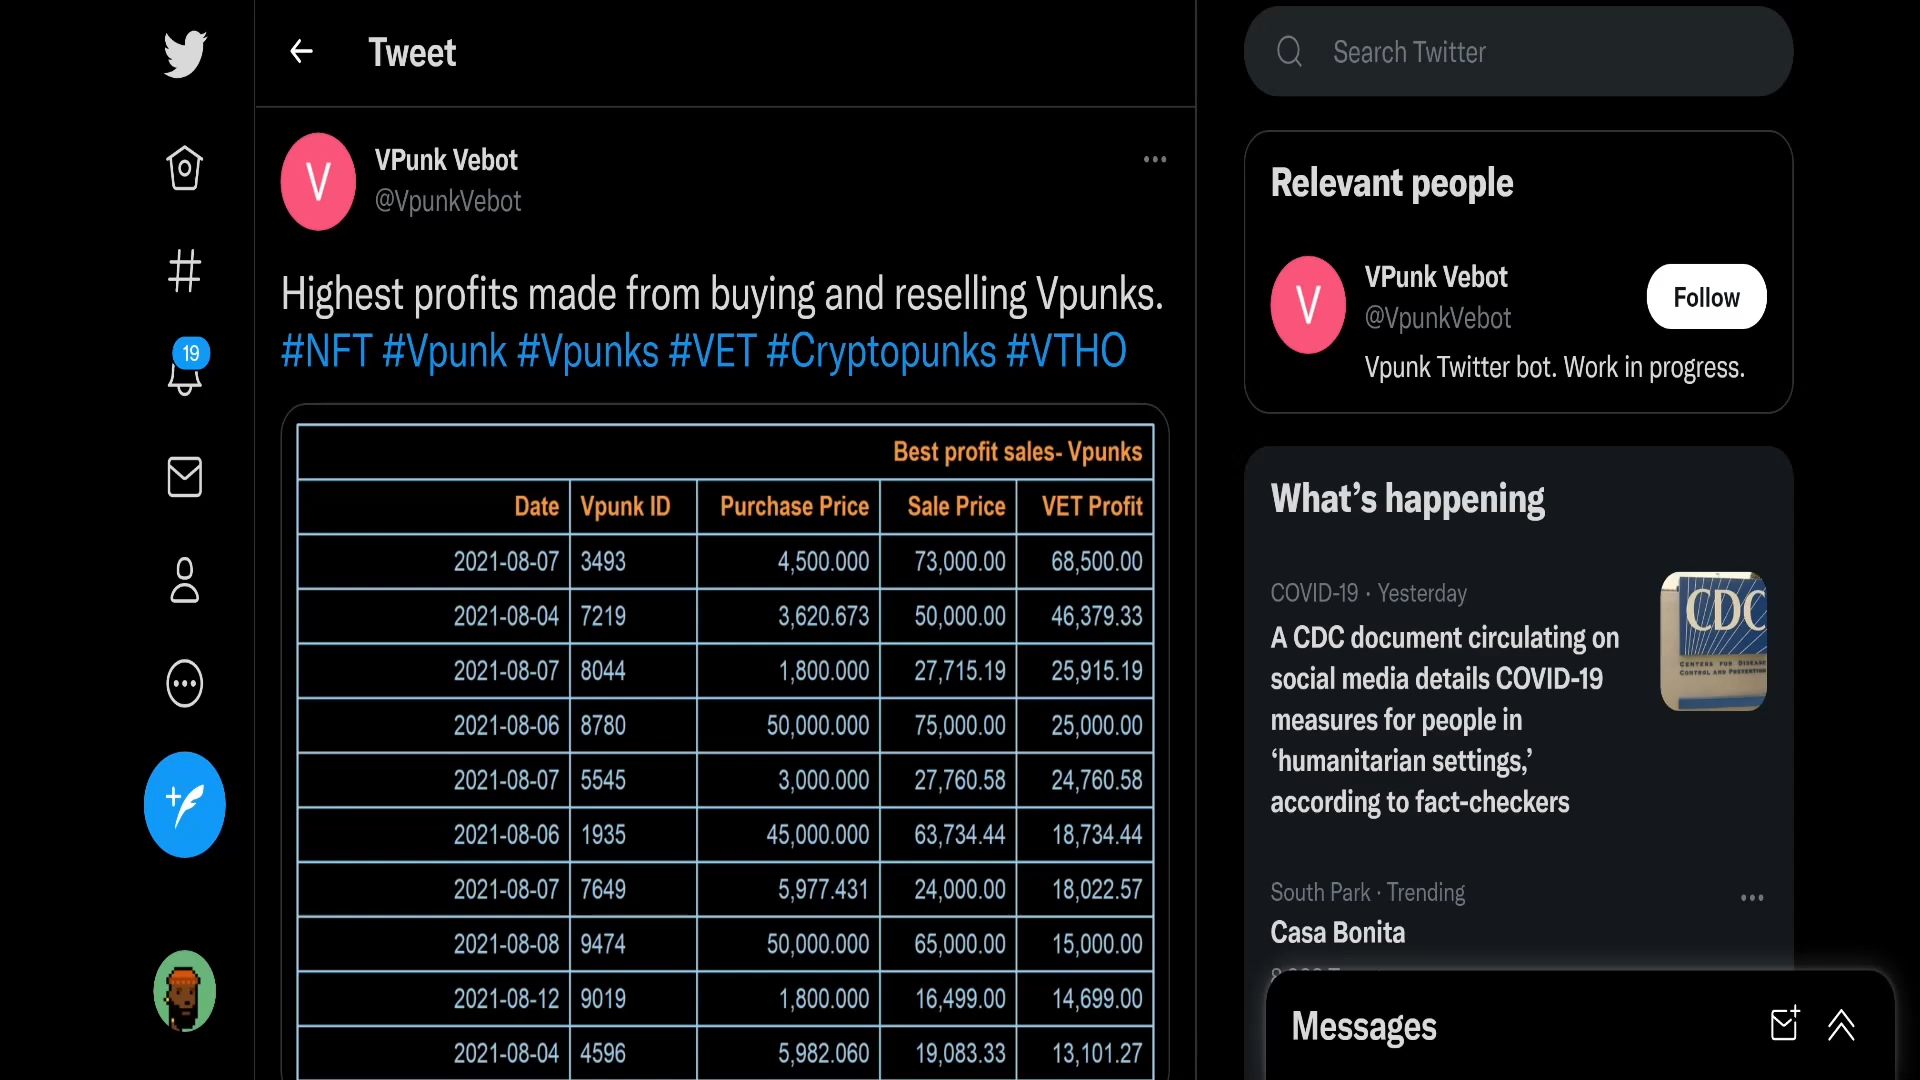 Tweet
Search Twitter
V
VPunk Vebot
@VpunkVebot
Highest profits made from buying and reselling Vpunks.
#NFT #Vpunk #Vpunks #VET #Cryptopunks #VTHO
19
Best profit sales- Vpunks
Date Vpunk ID Purchase Price Sale Price VET Profit
2021-08-07 3493 4,500.000 73,000.00 68,500.00
2021-08-04 7219 3,620.673 50,000.00 46,379.33
2021-08-07 8044 1,800.000 27,715.19 25,915.19
2021-08-06 8780 50,000.000 75,000.00 25,000.00
2021-08-07 5545 3,000.000 27,760.58 24,760.58
2021-08-06 1935 45,000.000 63,734.44 18,734.44
2021-08-07 7649 5,977.431 24,000.00 18,022.57
2021-08-08 9474 50,000.000 65,000.00 15,000.00
2021-08-12 9019 1,800.000 16,499.00 14,699.00
2021-08-04 4596 5,982.060 19,083.33 13,101.27
Relevant people
V
VPunk Vebot
@VpunkVebot
Follow
Vpunk Twitter bot. Work in progress.
What's happening
COVID-19 · Yesterday
A CDC document circulating on
social media details COVID-19
measures for people in
‘humanitarian settings,’
according to fact-checkers
CDC
CENTERS FOR DISEASE
CONTROL AND PREVENTION
South Park · Trending
Casa Bonita
Messages